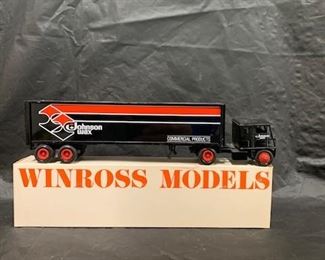 Johnson
wax
COMMERCIAL PRODUCTS
WINROSS MODELS